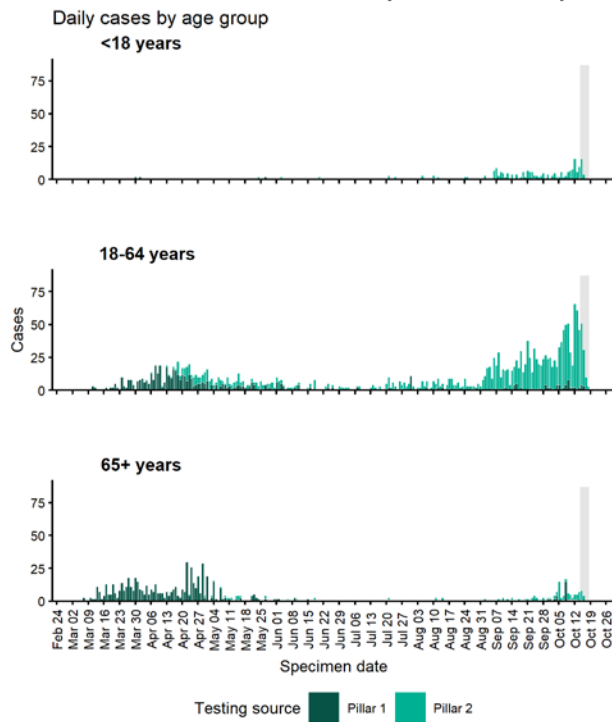 Daily cases by age group
<18 years
75
50
25
0
18-64 years
75
50
25
0
Cases
65+ years
75
50
25
0
Feb 24
Mar 02
Mar 09
Mar 16
Mar 23
Mar 30
Apr 06
Apr 13
Apr 20
Apr 27
May 04
May 11
May 18
May 25
Jun 01
Jun 08
Jun 15
Jun 22
Jun 29
Jul 06
Jul 13
Jul 20
Jul 27
Aug 03
Aug 10
Aug 17
Aug 24
Aug 31
Sep 07
Sep 14
Sep 21
Sep 28
Oct 05
Oct 12
Oct 19
Oct 26
Specimen date
Testing source Pillar 1 Pillar 2